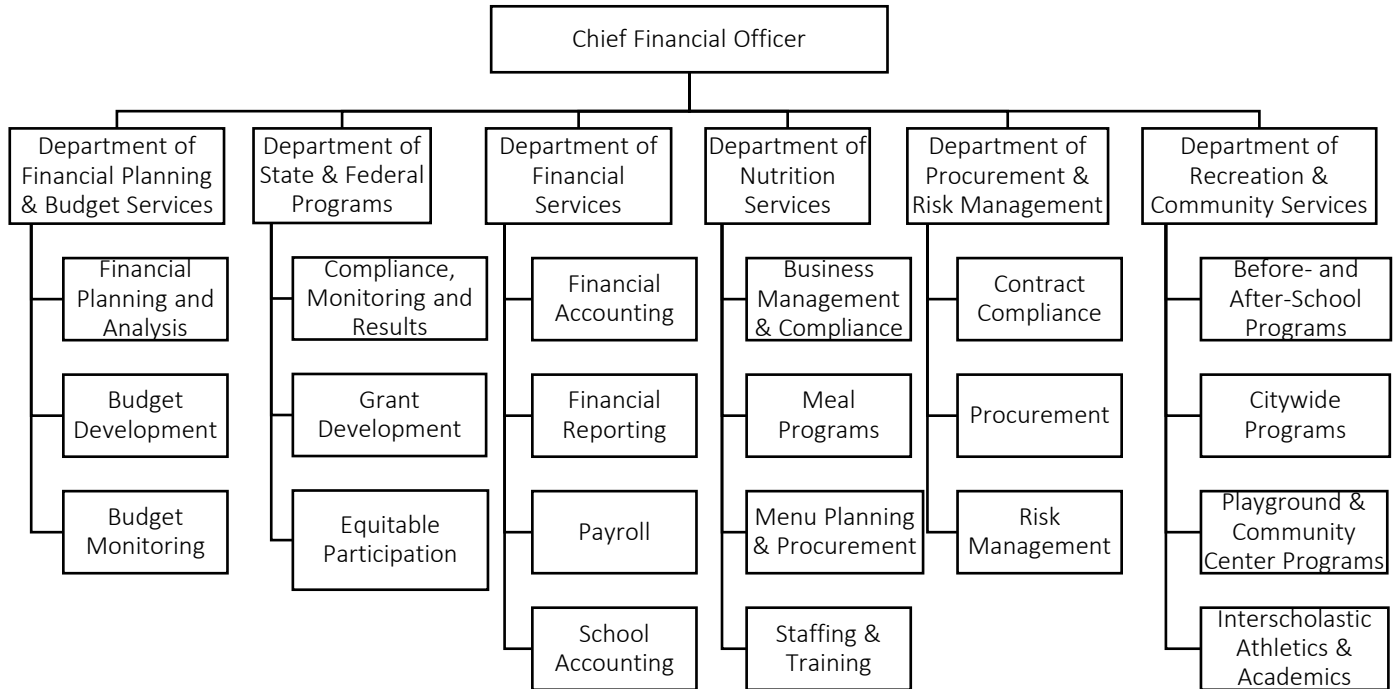 Chief Financial Officer
Department of
Financial Planning
& Budget Services
Financial
Planning and
Analysis
Budget
Development
Budget
Monitoring
Department of
State & Federal
Programs
Compliance,
Monitoring and
Results
Grant
Development
Equitable
Participation
Department of
Financial
Services
Financial
Accounting
Financial
Reporting
Payroll
School
Accounting
Department of
Nutrition
Services
Business
Management
& Compliance
Meal
Programs
Menu Planning
& Procurement
Staffing &
Training
Department of
Procurement &
Risk Management
Contract
Compliance
Procurement
Risk
Management
Department of
Recreation &
Community Services
Before- and
After-School
Programs
Citywide
Programs
Playground &
Community
Center Programs
Interscholastic
Athletics &
Academics